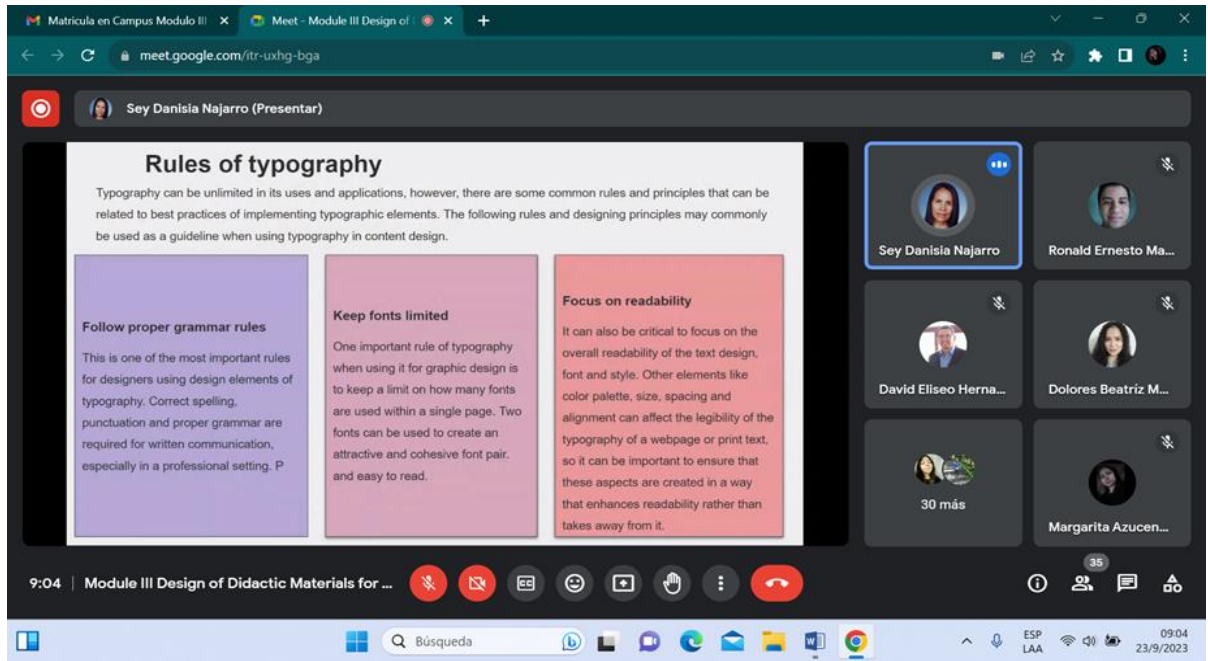 Matricula en Campus Modulo III
Meet - Module III Design of
meet.google.com/itr-uxhg-bga
Sey Danisia Najarro (Presentar)
Rules of typography
Typography can be unlimited in its uses and applications, however, there are some common rules and principles that can be
related to best practices of implementing typographic elements. The following rules and designing principles may commonly
be used as a guideline when using typography in content design.
Follow proper grammar rules
This is one of the most important rules
for designers using design elements of
typography. Correct spelling,
punctuation and proper grammar are
required for written communication,
especially in a professional setting. P
Keep fonts limited
One important rule of typography
when using it for graphic design is
to keep a limit on how many fonts
are used within a single page. Two
fonts can be used to create an
attractive and cohesive font pair.
and easy to read.
Focus on readability
It can also be critical to focus on the
overall readability of the text design,
font and style. Other elements like
color palette, size, spacing and
alignment can affect the legibility of the
typography of a webpage or print text,
so it can be important to ensure that
these aspects are created in a way
that enhances readability rather than
takes away from it.
Sey Danisia Najarro
Ronald Ernesto Ma...
David Eliseo Herna...
Dolores Beatríz M...
30 más
Margarita Azucen...
9:04 | Module III Design of Didactic Materials for ...
35
Búsqueda
ESP
LAA
09:04
23/9/2023